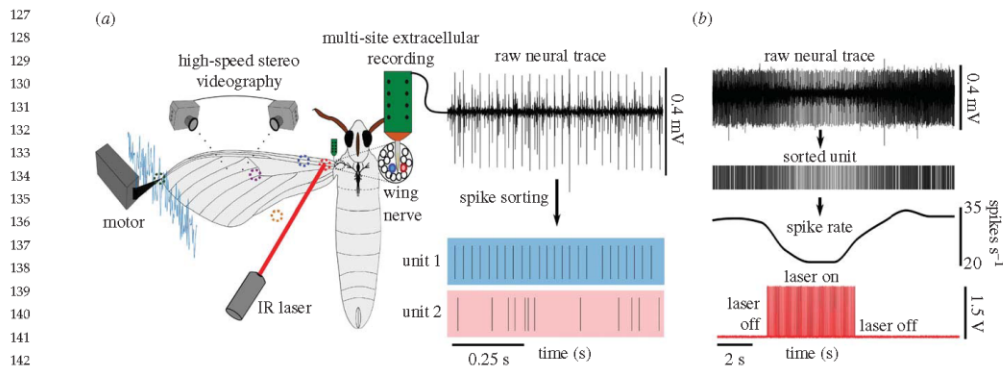 127
128
129
130
131
132
133
134
135
136
137
138
139
140
141
142
(a)
multi-site extracellular
recording
high-speed stereo
videography
raw neural trace
0.4 mV
motor
wing
nerve
spike sorting
IR laser
unit 1
unit 2
0.25 s
time (s)
(b)
raw neural trace
0.4 mV
sorted unit
spike rate
35
spikes s⁻¹
20
laser on
laser
off
laser off
1.5 V
2 s
time (s)